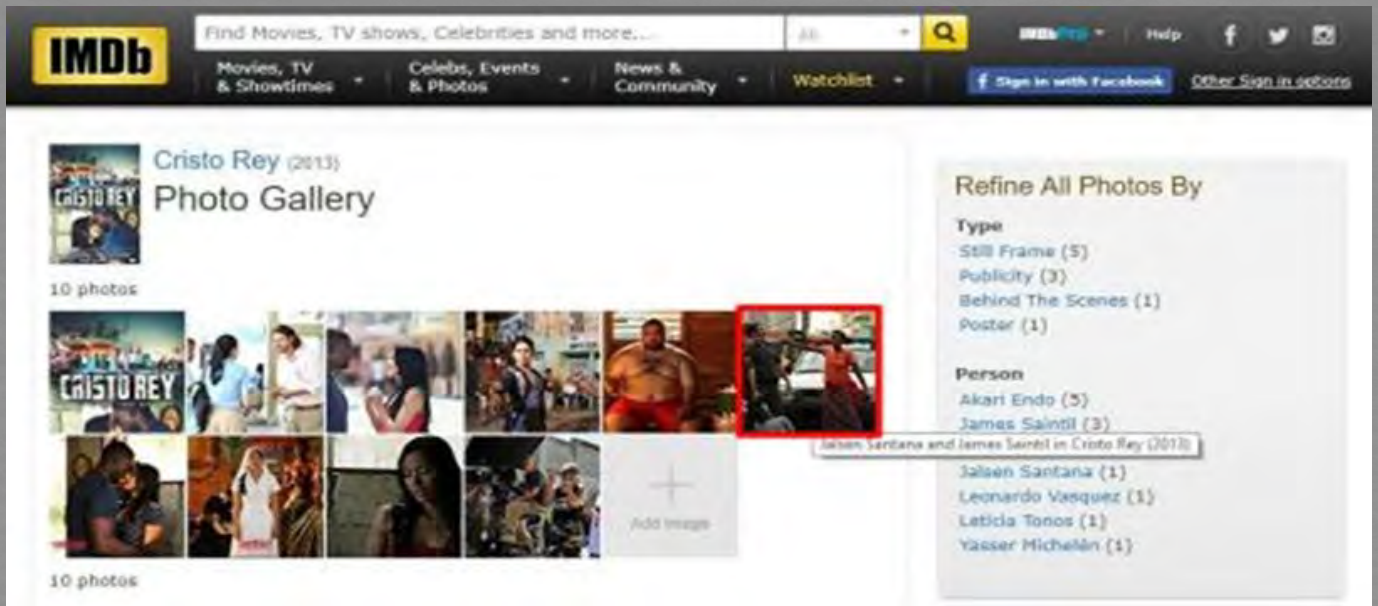 IMDb
Find Movies, TV shows, Celebrities and more...
All
Help
Movies, TV
& Showtimes
Celebs, Events
& Photos
News &
Community
Watchlist
f Sign in with Facebook
Other Sign in options
Cristo Rey (2013)
Photo Gallery
CRISTO REY
10 photos
CRISTO REY
Add Image
10 photos
Refine All Photos By
Type
Still Frame (5)
Publicity (3)
Behind The Scenes (1)
Poster (1)
Person
Akari Endo (5)
James Saintil (3)
Jalsen Santana and James Saintil in Cristo Rey (2013)
Jalsen Santana (1)
Leonardo Vasquez (1)
Leticia Tonos (1)
Yasser Michelén (1)